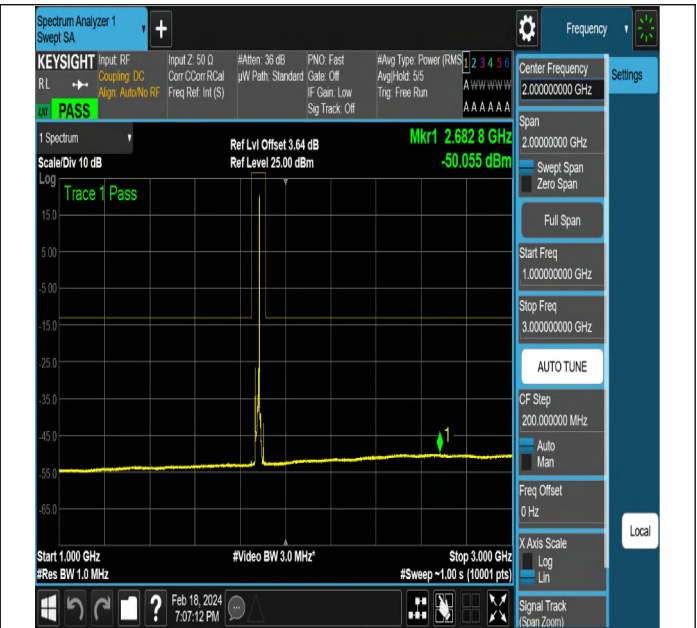 Spectrum Analyzer 1
Swept SA
+
Frequency
KEYSIGHT
RL
PASS
Input: RF
Coupling: DC
Align: Auto/No RF
Input Z: 50 Ω
Corr CCorr RCal
Freq Ref: Int (S)
#Atten: 36 dB
µW Path: Standard
PNO: Fast
Gate: Off
IF Gain: Low
Sig Track: Off
#Avg Type: Power (RMS
Avg|Hold: 5/5
Trig: Free Run
1 2 3 4 5 6
A W W W W W
A A A A A A
1 Spectrum
Scale/Div 10 dB
Ref Lvl Offset 3.64 dB
Ref Level 25.00 dBm
Mkr1 2.682 8 GHz
-50.055 dBm
Log
Trace 1 Pass
15.0
5.00
-5.00
-15.0
-25.0
-35.0
-45.0
-55.0
-65.0
1
Start 1.000 GHz
#Res BW 1.0 MHz
#Video BW 3.0 MHz*
Stop 3.000 GHz
#Sweep ~1.00 s (10001 pts)
?
Feb 18, 2024
7:07:12 PM
Center Frequency
2.000000000 GHz
Span
2.00000000 GHz
Swept Span
Zero Span
Full Span
Start Freq
1.000000000 GHz
Stop Freq
3.000000000 GHz
AUTO TUNE
CF Step
200.000000 MHz
Auto
Man
Freq Offset
0 Hz
X Axis Scale
Log
Lin
Signal Track
(Span Zoom)
Settings
Local